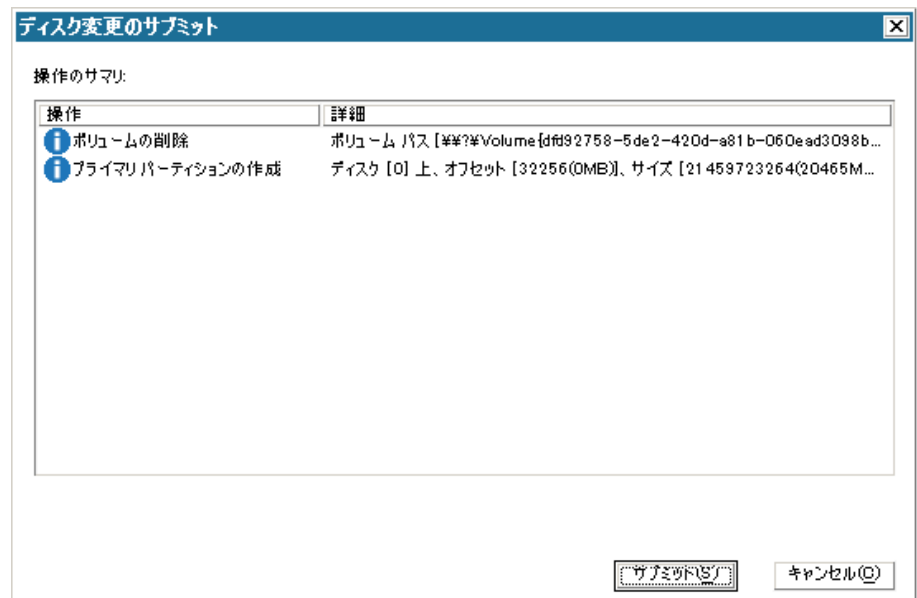 ディスク変更のサブミット
操作のサマリ:
操作 詳細
ボリュームの削除 ボリューム パス [¥¥?¥Volume{dfd92758-5de2-420d-a81b-060ead3098b...
プライマリ パーティションの作成 ディスク [0] 上、オフセット [32256(0MB)]、サイズ [21459723264(20465M...
サブミット(S) キャンセル(C)